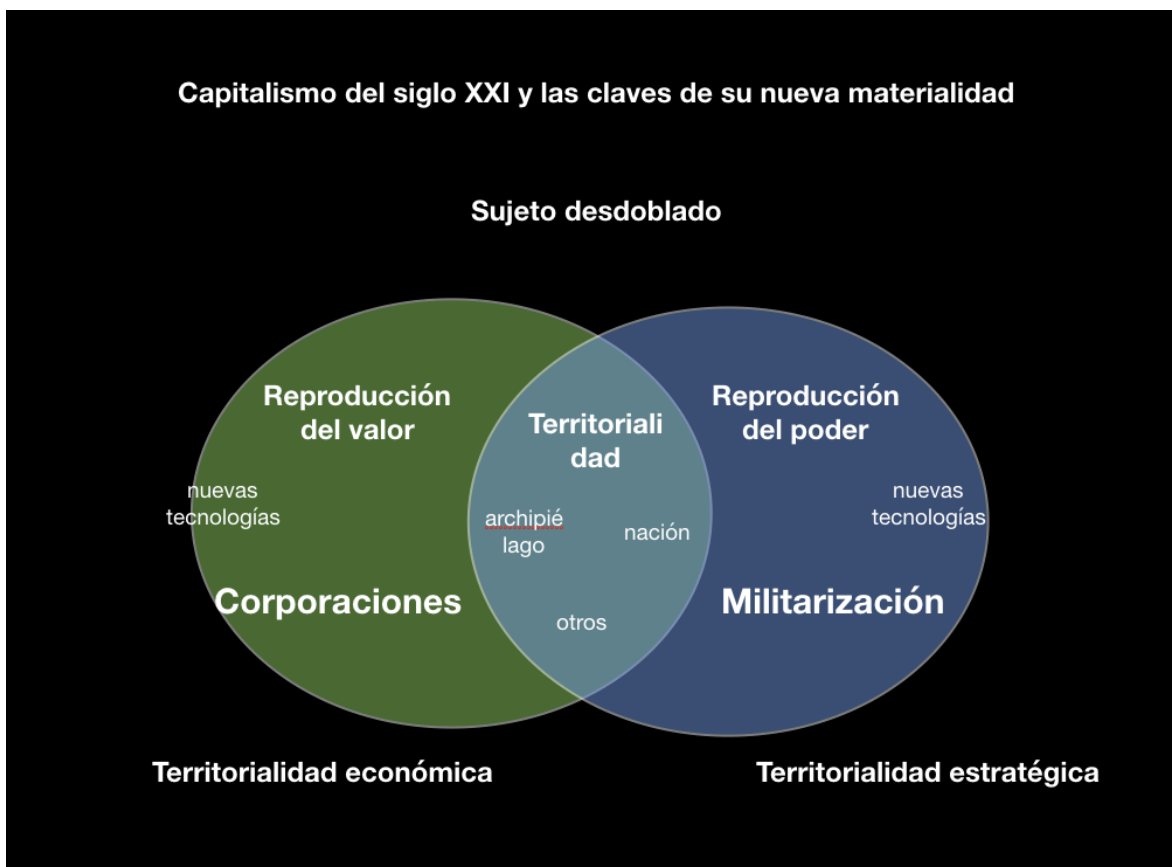 Capitalismo del siglo XXI y las claves de su nueva materialidad
Sujeto desdoblado
Reproducción
del valor
nuevas
tecnologías
Corporaciones
Territoriali
dad
archipié
lago
nación
otros
Reproducción
del poder
nuevas
tecnologías
Militarización
Territorialidad económica
Territorialidad estratégica